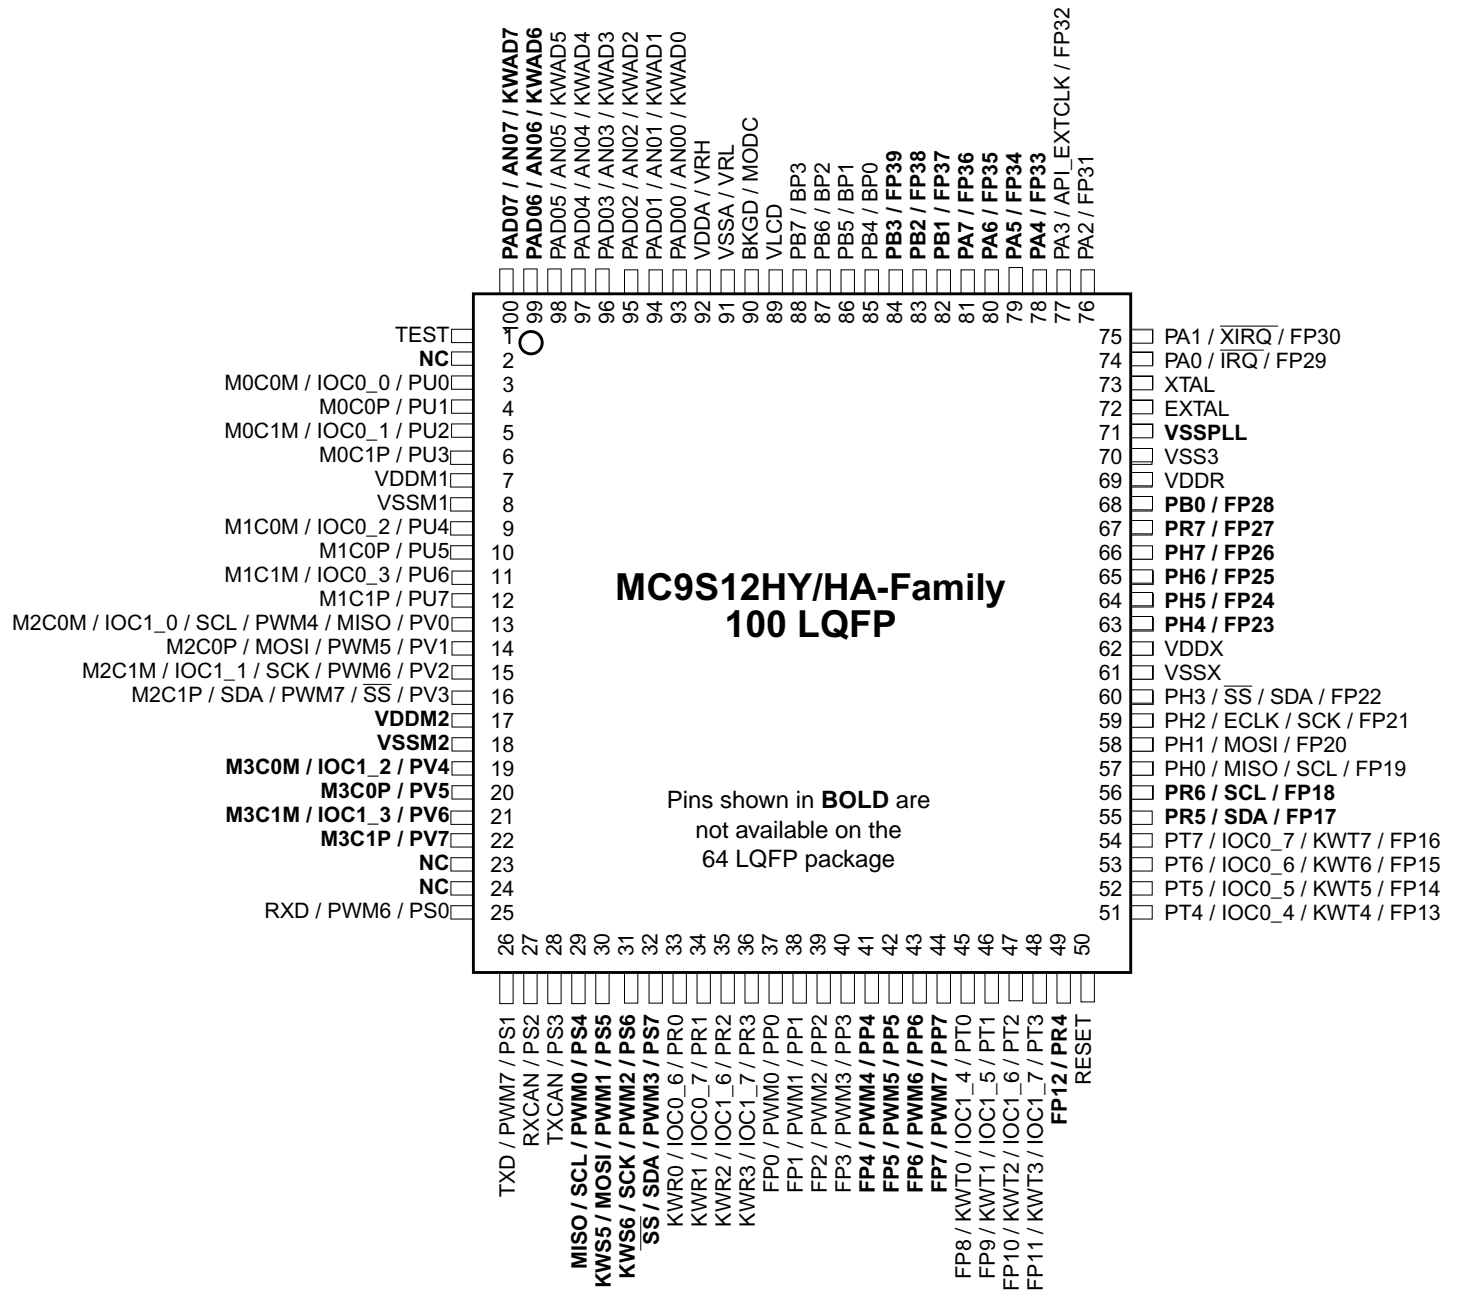 PAD07 / AN07 / KWAD7
PAD06 / AN06 / KWAD6
PAD05 / AN05 / KWAD5
PAD04 / AN04 / KWAD4
PAD03 / AN03 / KWAD3
PAD02 / AN02 / KWAD2
PAD01 / AN01 / KWAD1
PAD00 / AN00 / KWAD0
VDDA / VRH
VSSA / VRL
BKGD / MODC
VLCD
PB7 / BP3
PB6 / BP2
PB5 / BP1
PB4 / BP0
PB3 / FP39
PB2 / FP38
PB1 / FP37
PA7 / FP36
PA6 / FP35
PA5 / FP34
PA4 / FP33
PA3 / API_EXTCLK / FP32
PA2 / FP31
100
99
98
97
96
95
94
93
92
91
90
89
88
87
86
85
84
83
82
81
80
79
78
77
76
TEST 1
NC 2
M0C0M / IOC0_0 / PU0 3
M0C0P / PU1 4
M0C1M / IOC0_1 / PU2 5
M0C1P / PU3 6
VDDM1 7
VSSM1 8
M1C0M / IOC0_2 / PU4 9
M1C0P / PU5 10
M1C1M / IOC0_3 / PU6 11
M1C1P / PU7 12
M2C0M / IOC1_0 / SCL / PWM4 / MISO / PV0 13
M2C0P / MOSI / PWM5 / PV1 14
M2C1M / IOC1_1 / SCK / PWM6 / PV2 15
M2C1P / SDA / PWM7 / SS / PV3 16
VDDM2 17
VSSM2 18
M3C0M / IOC1_2 / PV4 19
M3C0P / PV5 20
M3C1M / IOC1_3 / PV6 21
M3C1P / PV7 22
NC 23
NC 24
RXD / PWM6 / PS0 25
MC9S12HY/HA-Family
100 LQFP
Pins shown in BOLD are
not available on the
64 LQFP package
75 PA1 / XIRQ / FP30
74 PA0 / IRQ / FP29
73 XTAL
72 EXTAL
71 VSSPLL
70 VSS3
69 VDDR
68 PB0 / FP28
67 PR7 / FP27
66 PH7 / FP26
65 PH6 / FP25
64 PH5 / FP24
63 PH4 / FP23
62 VDDX
61 VSSX
60 PH3 / SS / SDA / FP22
59 PH2 / ECLK / SCK / FP21
58 PH1 / MOSI / FP20
57 PH0 / MISO / SCL / FP19
56 PR6 / SCL / FP18
55 PR5 / SDA / FP17
54 PT7 / IOC0_7 / KWT7 / FP16
53 PT6 / IOC0_6 / KWT6 / FP15
52 PT5 / IOC0_5 / KWT5 / FP14
51 PT4 / IOC0_4 / KWT4 / FP13
26
27
28
29
30
31
32
33
34
35
36
37
38
39
40
41
42
43
44
45
46
47
48
49
50
TXD / PWM7 / PS1
RXCAN / PS2
TXCAN / PS3
MISO / SCL / PWM0 / PS4
KWS5 / MOSI / PWM1 / PS5
KWS6 / SCK / PWM2 / PS6
SS / SDA / PWM3 / PS7
KWR0 / IOC0_6 / PR0
KWR1 / IOC0_7 / PR1
KWR2 / IOC1_6 / PR2
KWR3 / IOC1_7 / PR3
FP0 / PWM0 / PP0
FP1 / PWM1 / PP1
FP2 / PWM2 / PP2
FP3 / PWM3 / PP3
FP4 / PWM4 / PP4
FP5 / PWM5 / PP5
FP6 / PWM6 / PP6
FP7 / PWM7 / PP7
FP8 / KWT0 / IOC1_4 / PT0
FP9 / KWT1 / IOC1_5 / PT1
FP10 / KWT2 / IOC1_6 / PT2
FP11 / KWT3 / IOC1_7 / PT3
FP12 / PR4
RESET